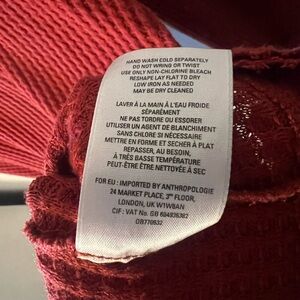 HAND WASH COLD SEPARATELY
DO NOT WRING OR TWIST
USE ONLY NON-CHLORINE BLEACH
RESHAPE LAY FLAT TO DRY
LOW IRON AS NEEDED
MAY BE DRY CLEANED
LAVER À LA MAIN À L'EAU FROIDE
SÉPARÉMENT
NE PAS TORDRE OU ESSORER
UTILISER UN AGENT DE BLANCHIMENT
SANS CHLORE SI NÉCESSAIRE
METTRE EN FORME ET SECHER À PLAT
REPASSER, AU BESOIN,
À TRÈS BASSE TEMPÉRATURE
PEUT-ÊTRE NETTOYÉE À SEC
FOR EU : IMPORTED BY ANTHROPOLOGIE
24 MARKET PLACE, 3RD FLOOR,
LONDON, UK W1W8AN
CIF : VAT No. GB 604936382
OB770532